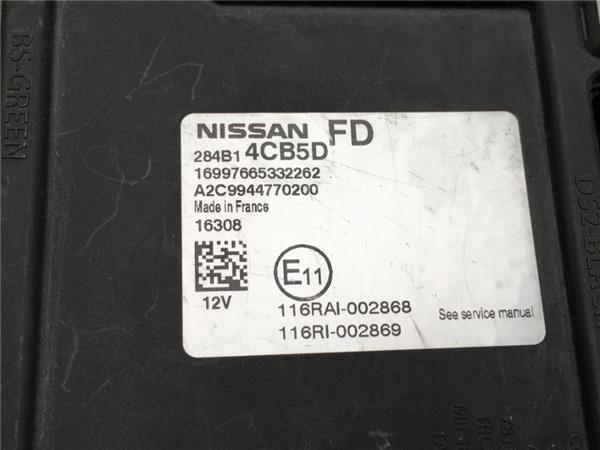 BS-GREEN
NISSAN FD
284B1 4CB5D
16997665332262
A2C9944770200
Made in France
16308
12V
E11
116RAI-002868
116RI-002869
See service manual
DS2-BLACK